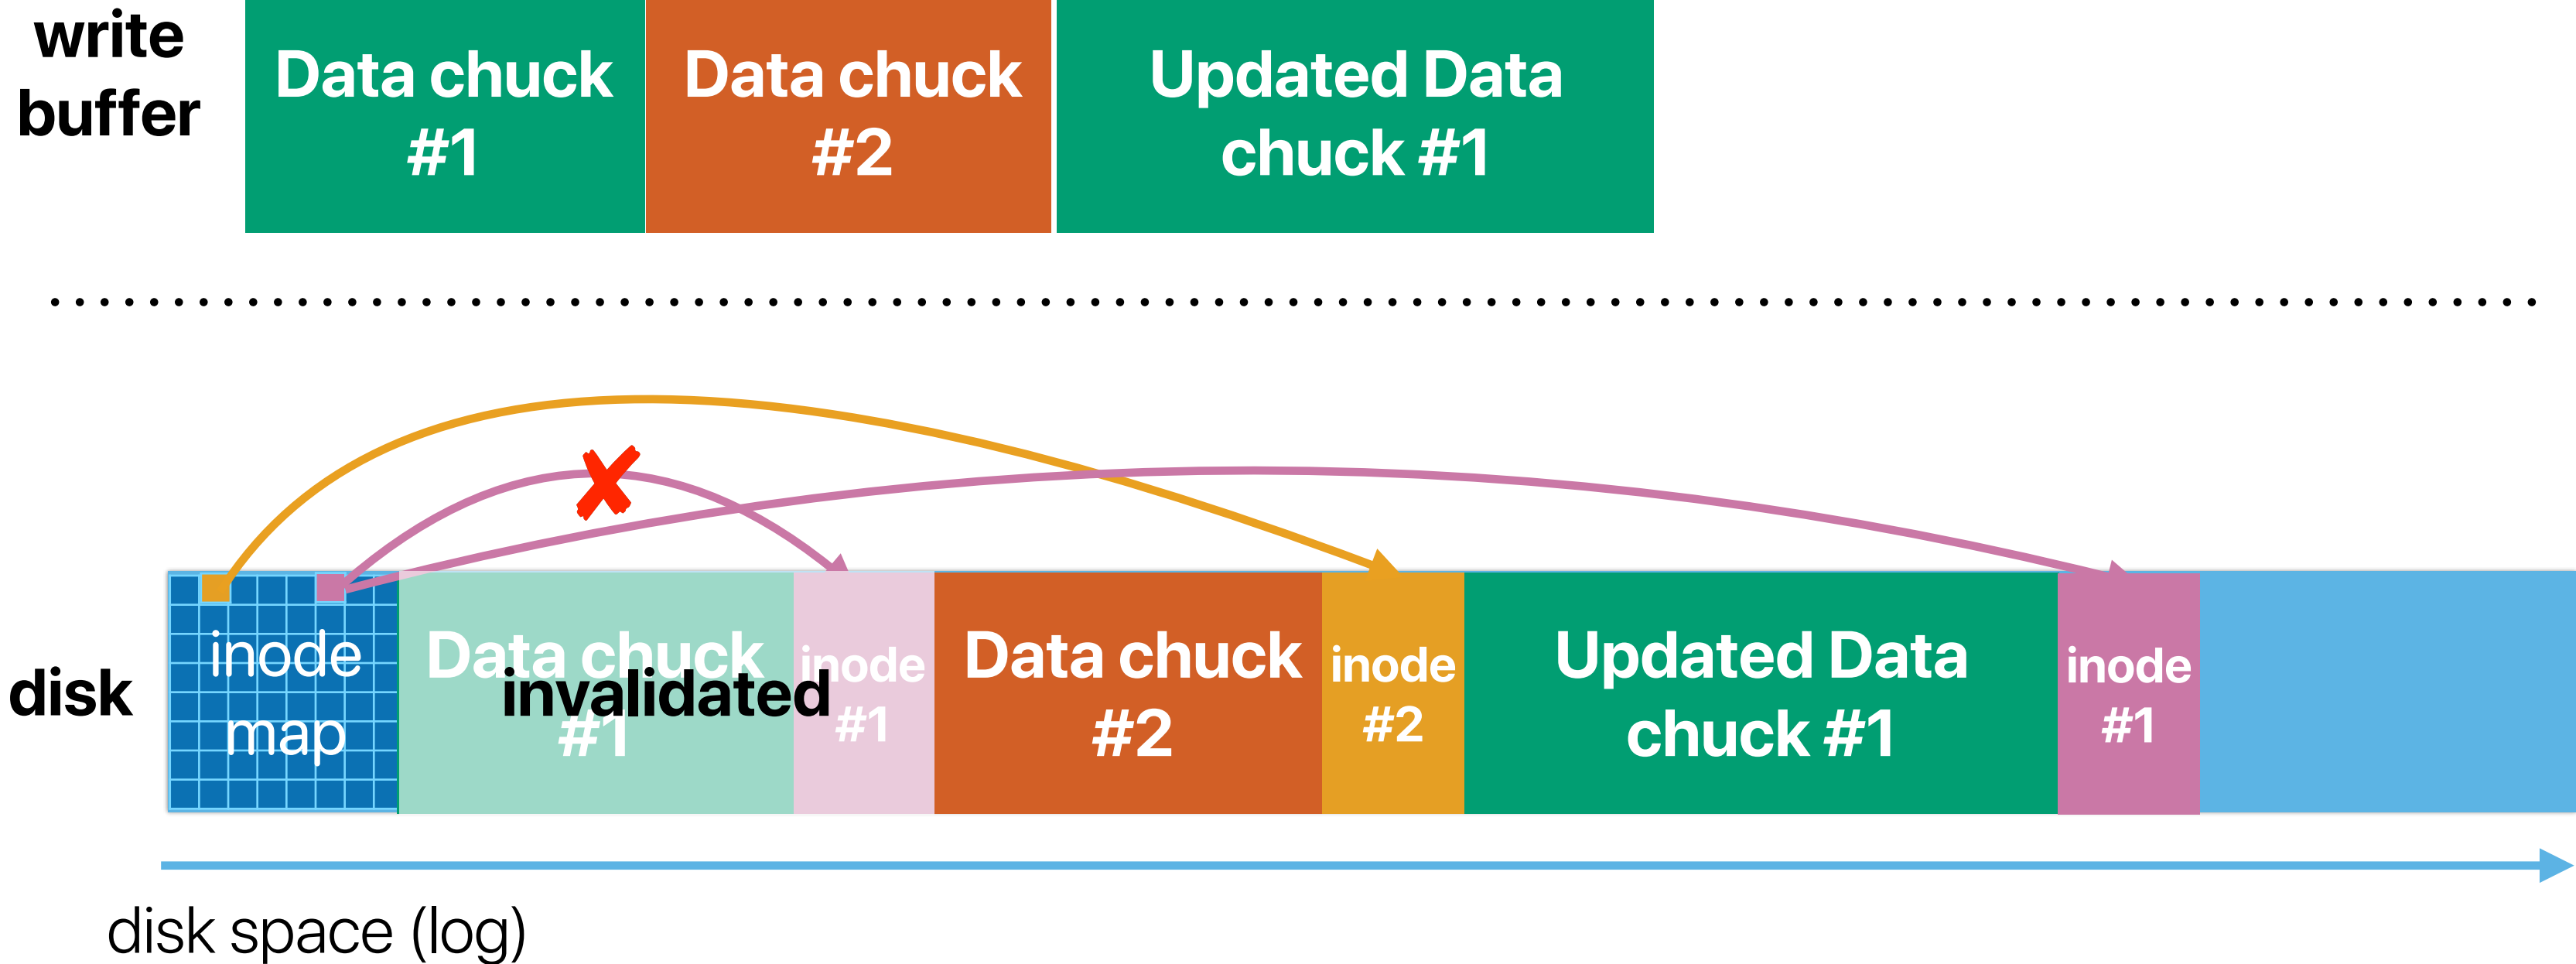 write
buffer
Data chuck
#1
Data chuck
#2
Updated Data
chuck #1
disk
inode
map
Data chuck
#1
invalidated
inode
#1
Data chuck
#2
inode
#2
Updated Data
chuck #1
inode
#1
disk space (log)